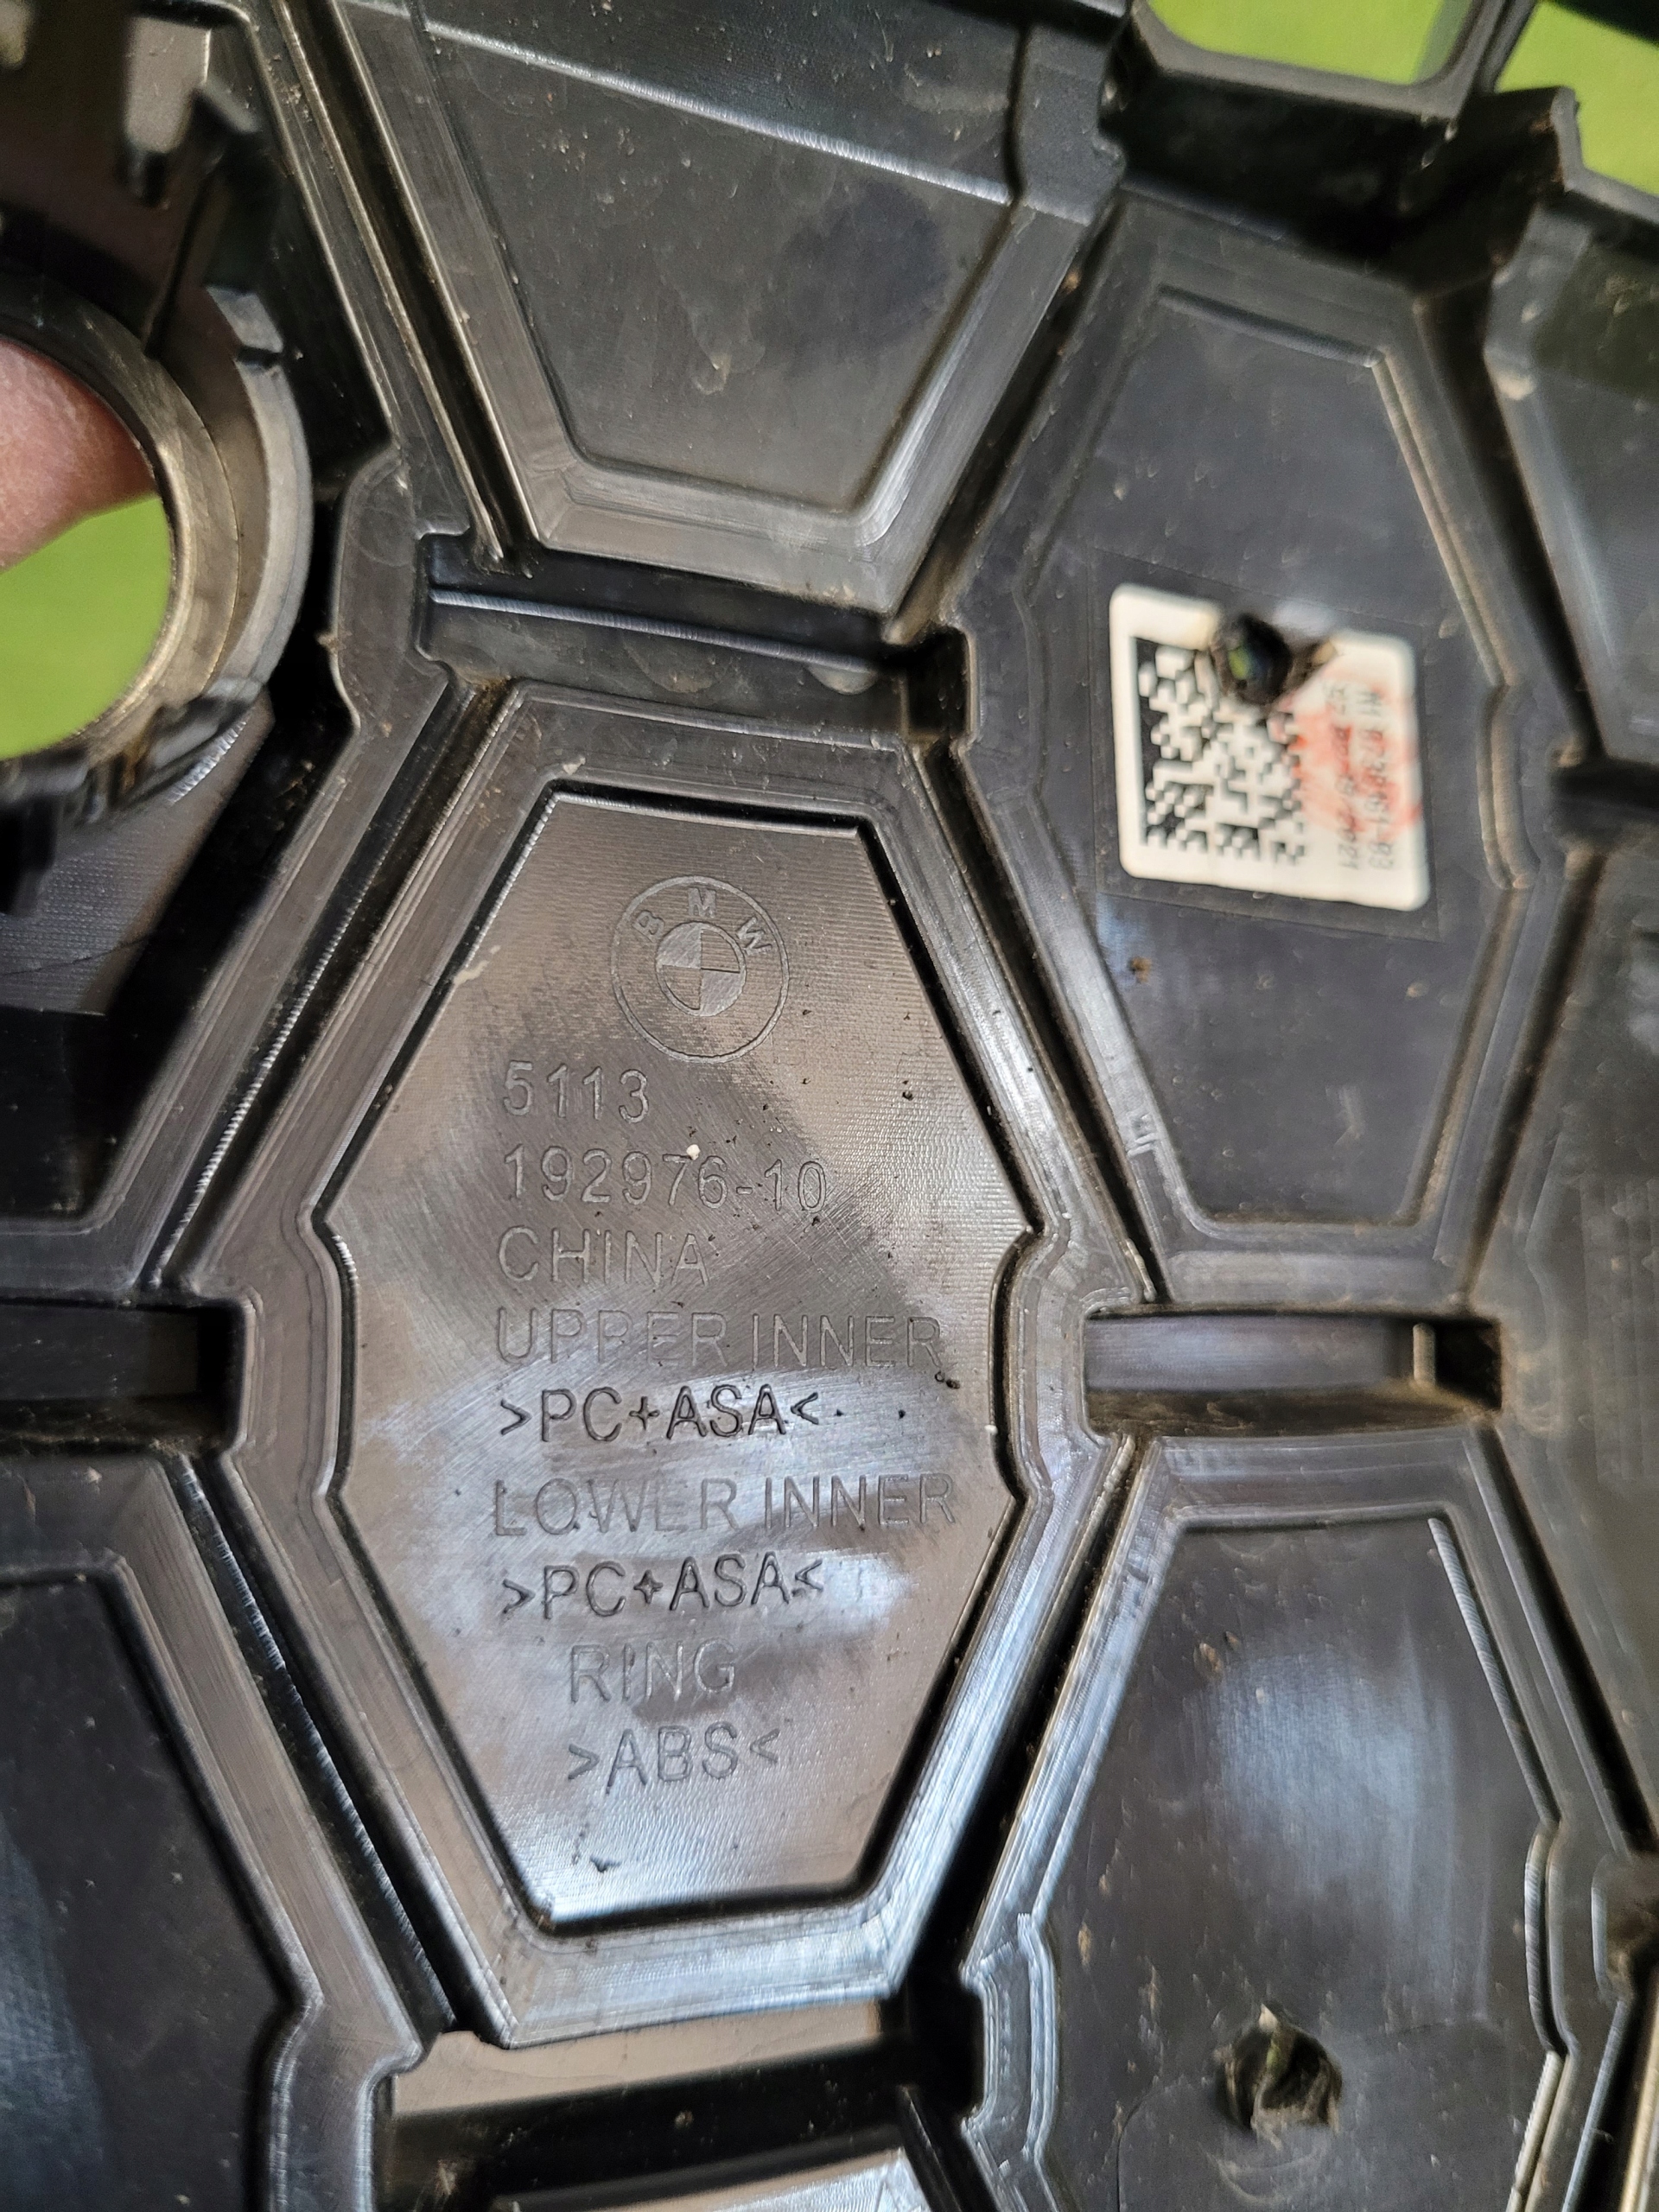 BMW
5113
192976-10
CHINA
UPPER INNER
>PC+ASA<
LOWER INNER
>PC+ASA<
RING
>ABS<